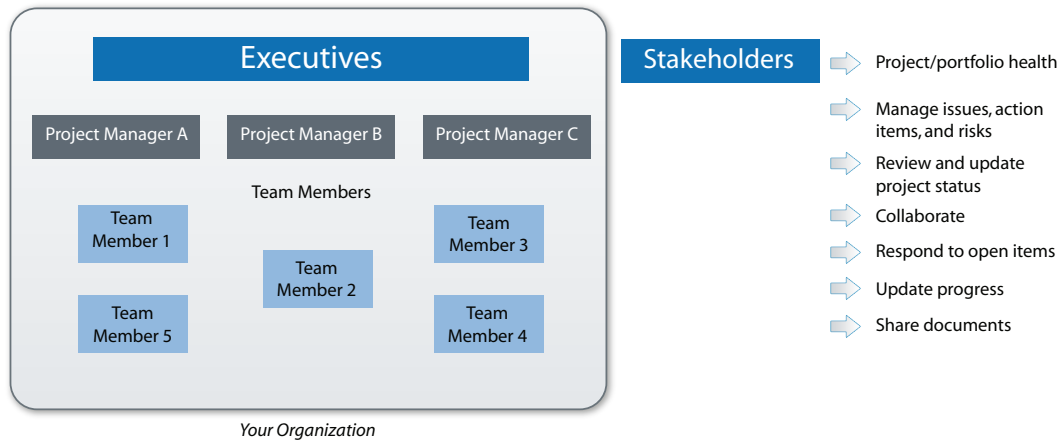 Executives
Stakeholders
Project Manager A
Project Manager B
Project Manager C
Team Members
Team
Member 1
Team
Member 2
Team
Member 3
Team
Member 5
Team
Member 4
Project/portfolio health
Manage issues, action
items, and risks
Review and update
project status
Collaborate
Respond to open items
Update progress
Share documents
Your Organization